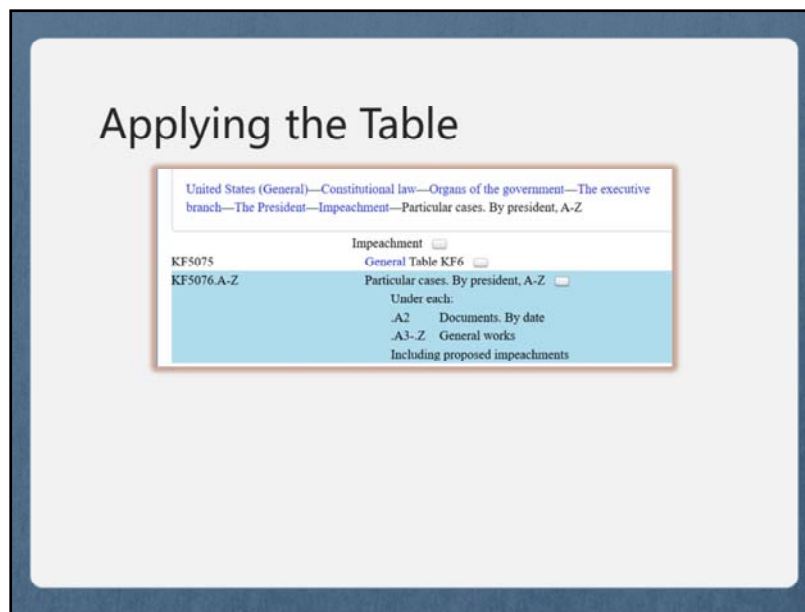 Applying the Table
United States (General)—Constitutional law—Organs of the government—The executive
branch—The President—Impeachment—Particular cases. By president, A-Z
Impeachment
KF5075 General Table KF6
KF5076.A-Z Particular cases. By president, A-Z
Under each:
.A2 Documents. By date
.A3-.Z General works
Including proposed impeachments